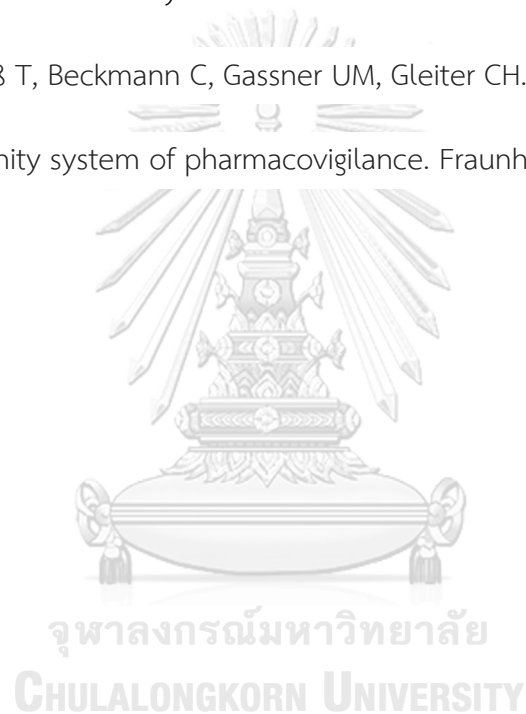 T, Beckmann C, Gassner UM, Gleiter CH.
nity system of pharmacovigilance. Fraunh
จุฬาลงกรณ์มหาวิทยาลัย
CHULALONGKORN UNIVERSITY